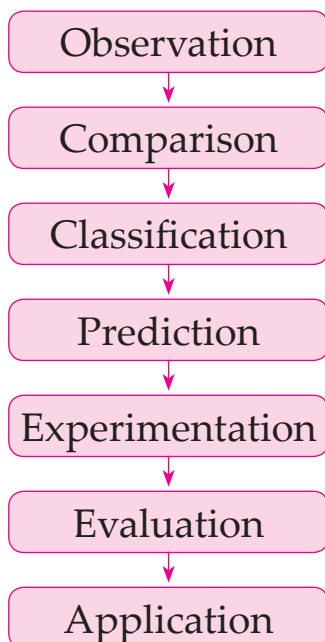 Observation
Comparison
Classification
Prediction
Experimentation
Evaluation
Application